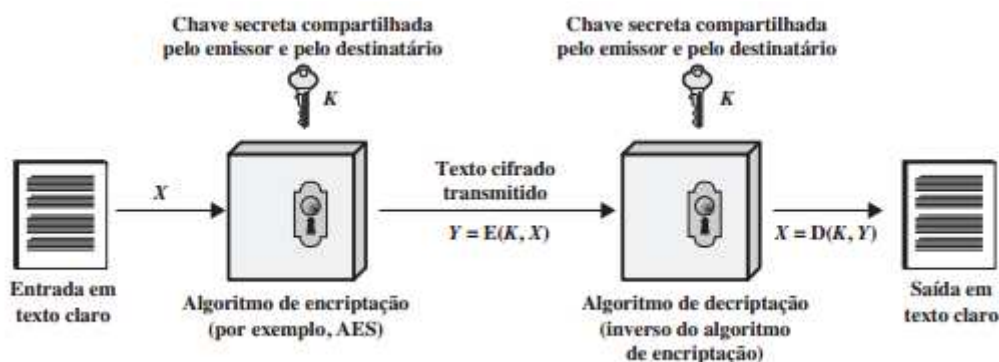 Chave secreta compartilhada
pelo emissor e pelo destinatário
K
Chave secreta compartilhada
pelo emissor e pelo destinatário
K
X
Texto cifrado
transmitido
Y = E(K, X)
X = D(K, Y)
Entrada em
texto claro
Algoritmo de encriptação
(por exemplo, AES)
Algoritmo de decriptação
(inverso do algoritmo
de encriptação)
Saída em
texto claro